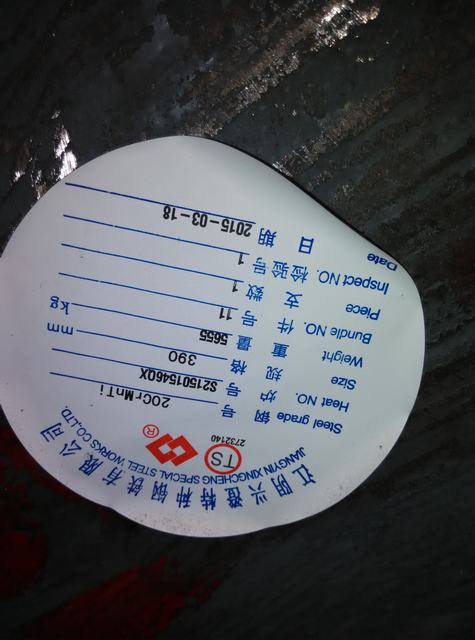 江阴兴澄特种钢铁有限公司
JIANGYIN XINGCHENG SPECIAL STEEL WORKS CO.,LTD.
TS ®
2732140
钢 号 20CrMnTi
Steel grade
炉 号 S21501546QX
Heat NO.
规 格 390 mm
Size
重 量 5655 kg
Weight
件 号 11
Bundle NO.
支 数 1
Piece
检验号 1
Inspect NO.
日 期 2015-03-18
Date